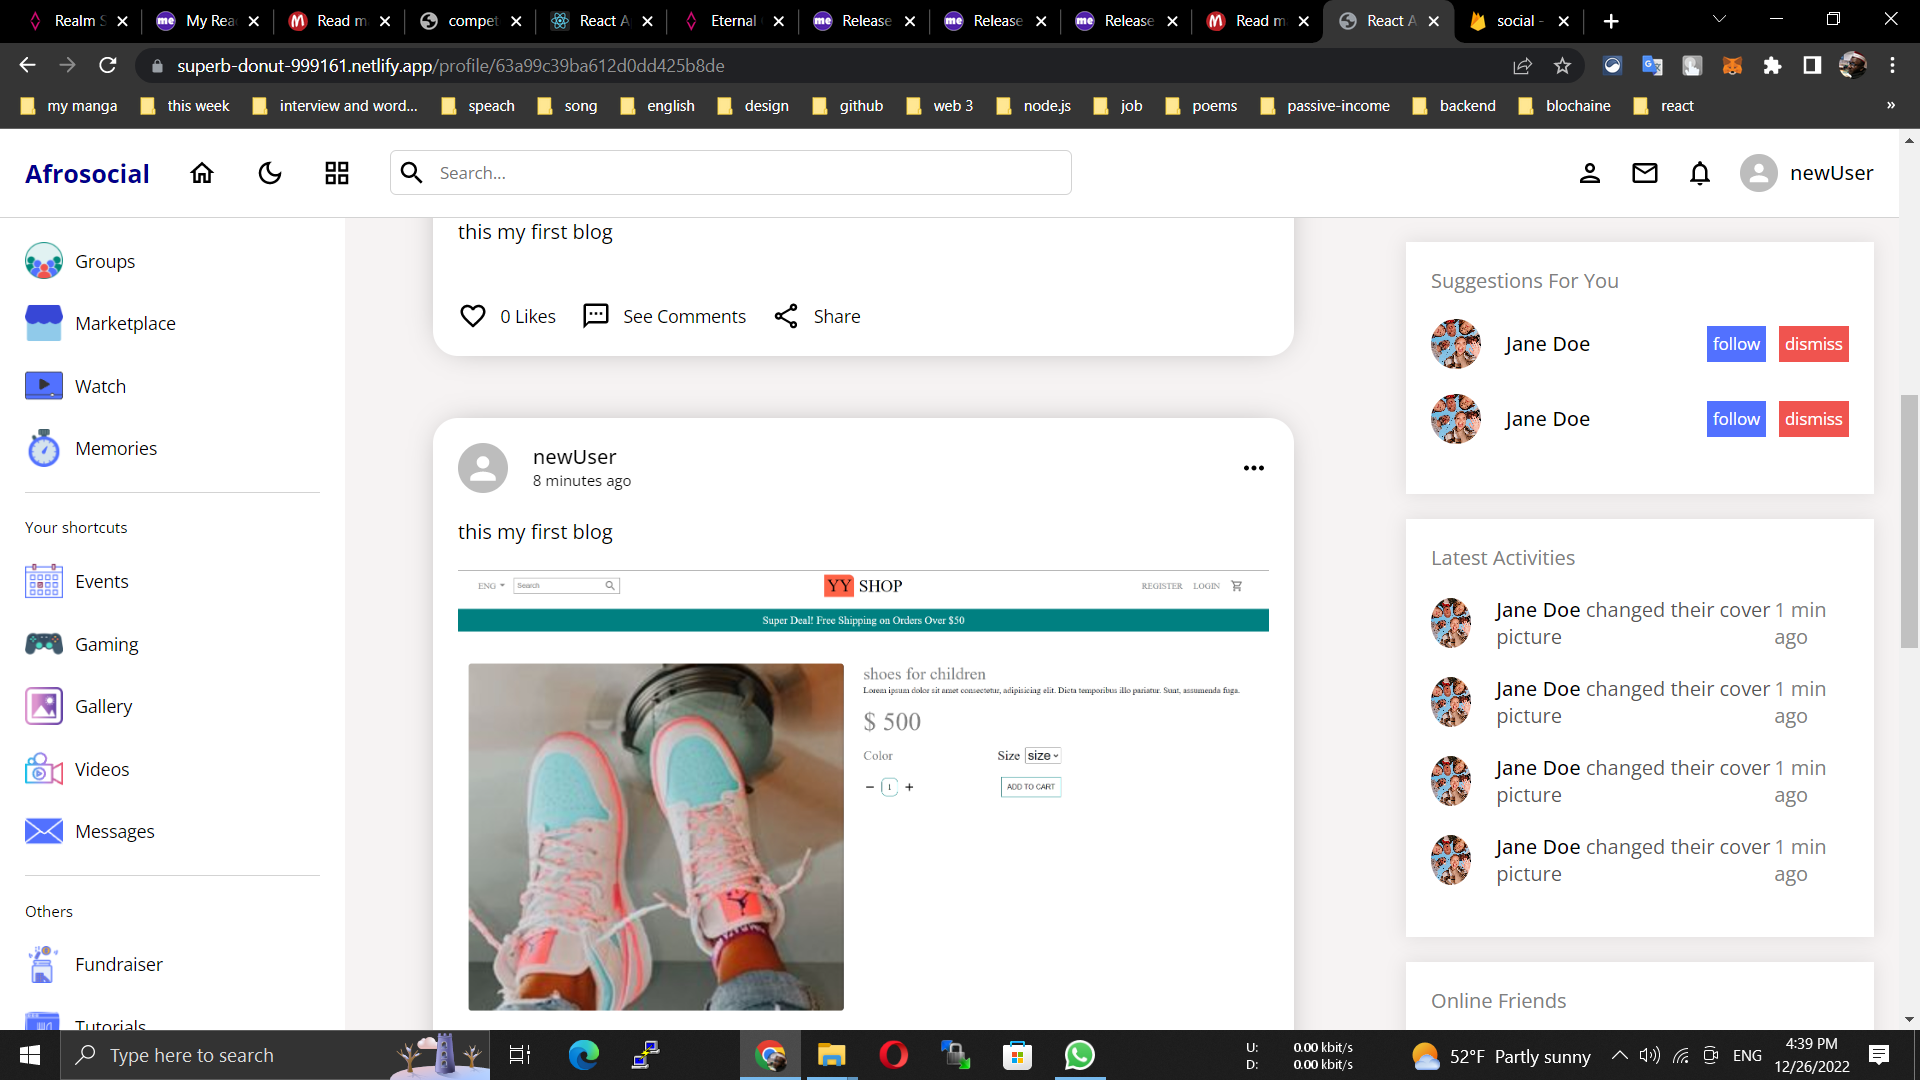 Realm S
My Rea
Read m
compet
React A
Eternal
Release
Release
Release
Read m
React A
social -
superb-donut-999161.netlify.app/profile/63a99c39ba612d0dd425b8de
my manga
this week
interview and word...
speach
song
english
design
github
web 3
node.js
job
poems
passive-income
backend
blochaine
react
»
Afrosocial
Search...
newUser
Groups
Marketplace
Watch
Memories
Your shortcuts
Events
Gaming
Gallery
Videos
Messages
Others
Fundraiser
Tutorials
this my first blog
0 Likes
See Comments
Share
newUser
8 minutes ago
this my first blog
ENG
Search
YY SHOP
REGISTER
LOGIN
Super Deal! Free Shipping on Orders Over $50
shoes for children
Lorem ipsum dolor sit amet consectetur, adipisicing elit. Dicta temporibus illo pariatur. Sunt, assumenda fuga.
$ 500
Color
Size size
− 1 +
ADD TO CART
Suggestions For You
Jane Doe
follow
dismiss
Jane Doe
follow
dismiss
Latest Activities
Jane Doe changed their cover picture
1 min ago
Jane Doe changed their cover picture
1 min ago
Jane Doe changed their cover picture
1 min ago
Jane Doe changed their cover picture
1 min ago
Online Friends
Type here to search
U: 0.00 kbit/s
D: 0.00 kbit/s
52°F Partly sunny
ENG
4:39 PM
12/26/2022